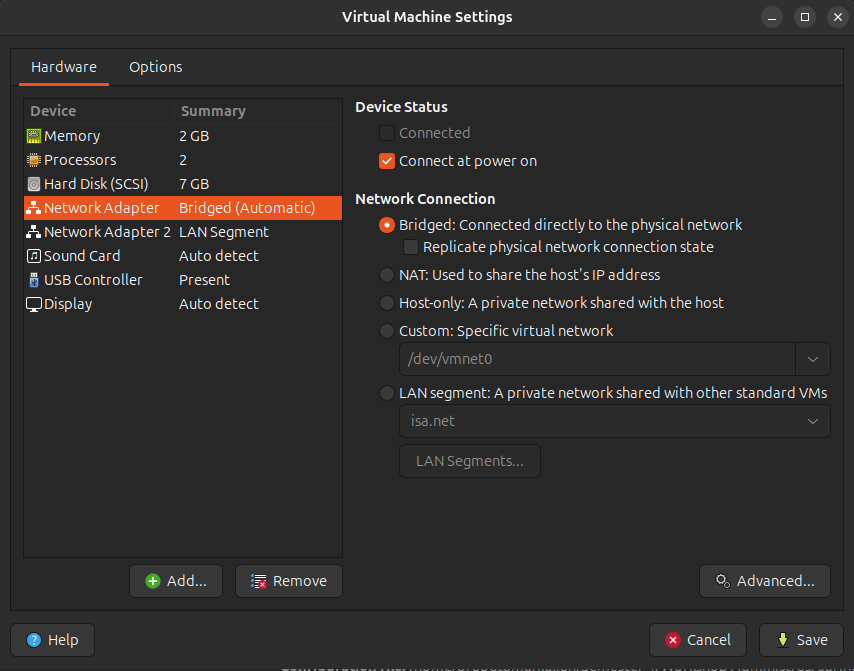 Virtual Machine Settings
Hardware Options
Device Summary
Memory 2 GB
Processors 2
Hard Disk (SCSI) 7 GB
Network Adapter Bridged (Automatic)
Network Adapter 2 LAN Segment
Sound Card Auto detect
USB Controller Present
Display Auto detect
Add...
Remove
Device Status
Connected
Connect at power on
Network Connection
Bridged: Connected directly to the physical network
Replicate physical network connection state
NAT: Used to share the host's IP address
Host-only: A private network shared with the host
Custom: Specific virtual network
/dev/vmnet0
LAN segment: A private network shared with other standard VMs
isa.net
LAN Segments...
Advanced...
Help
Cancel
Save